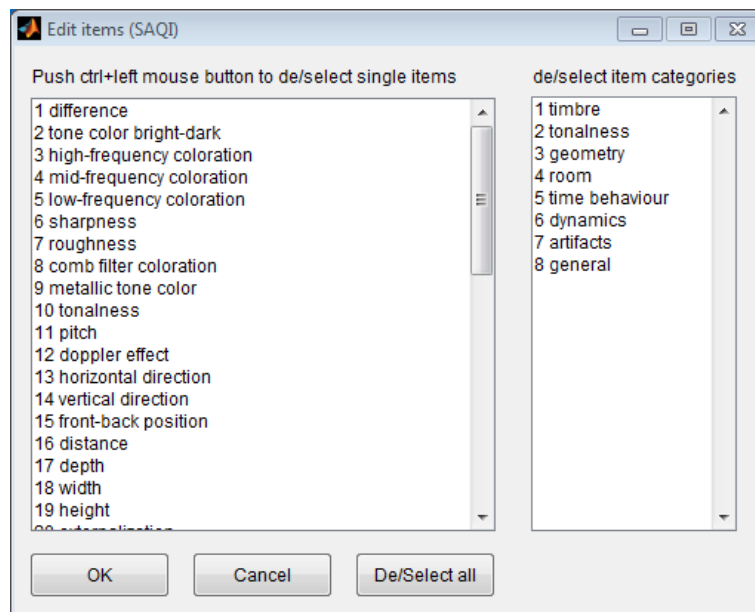 Edit items (SAQI)
Push ctrl+left mouse button to de/select single items
1 difference
2 tone color bright-dark
3 high-frequency coloration
4 mid-frequency coloration
5 low-frequency coloration
6 sharpness
7 roughness
8 comb filter coloration
9 metallic tone color
10 tonalness
11 pitch
12 doppler effect
13 horizontal direction
14 vertical direction
15 front-back position
16 distance
17 depth
18 width
19 height
20 externalization
de/select item categories
1 timbre
2 tonalness
3 geometry
4 room
5 time behaviour
6 dynamics
7 artifacts
8 general
OK Cancel De/Select all